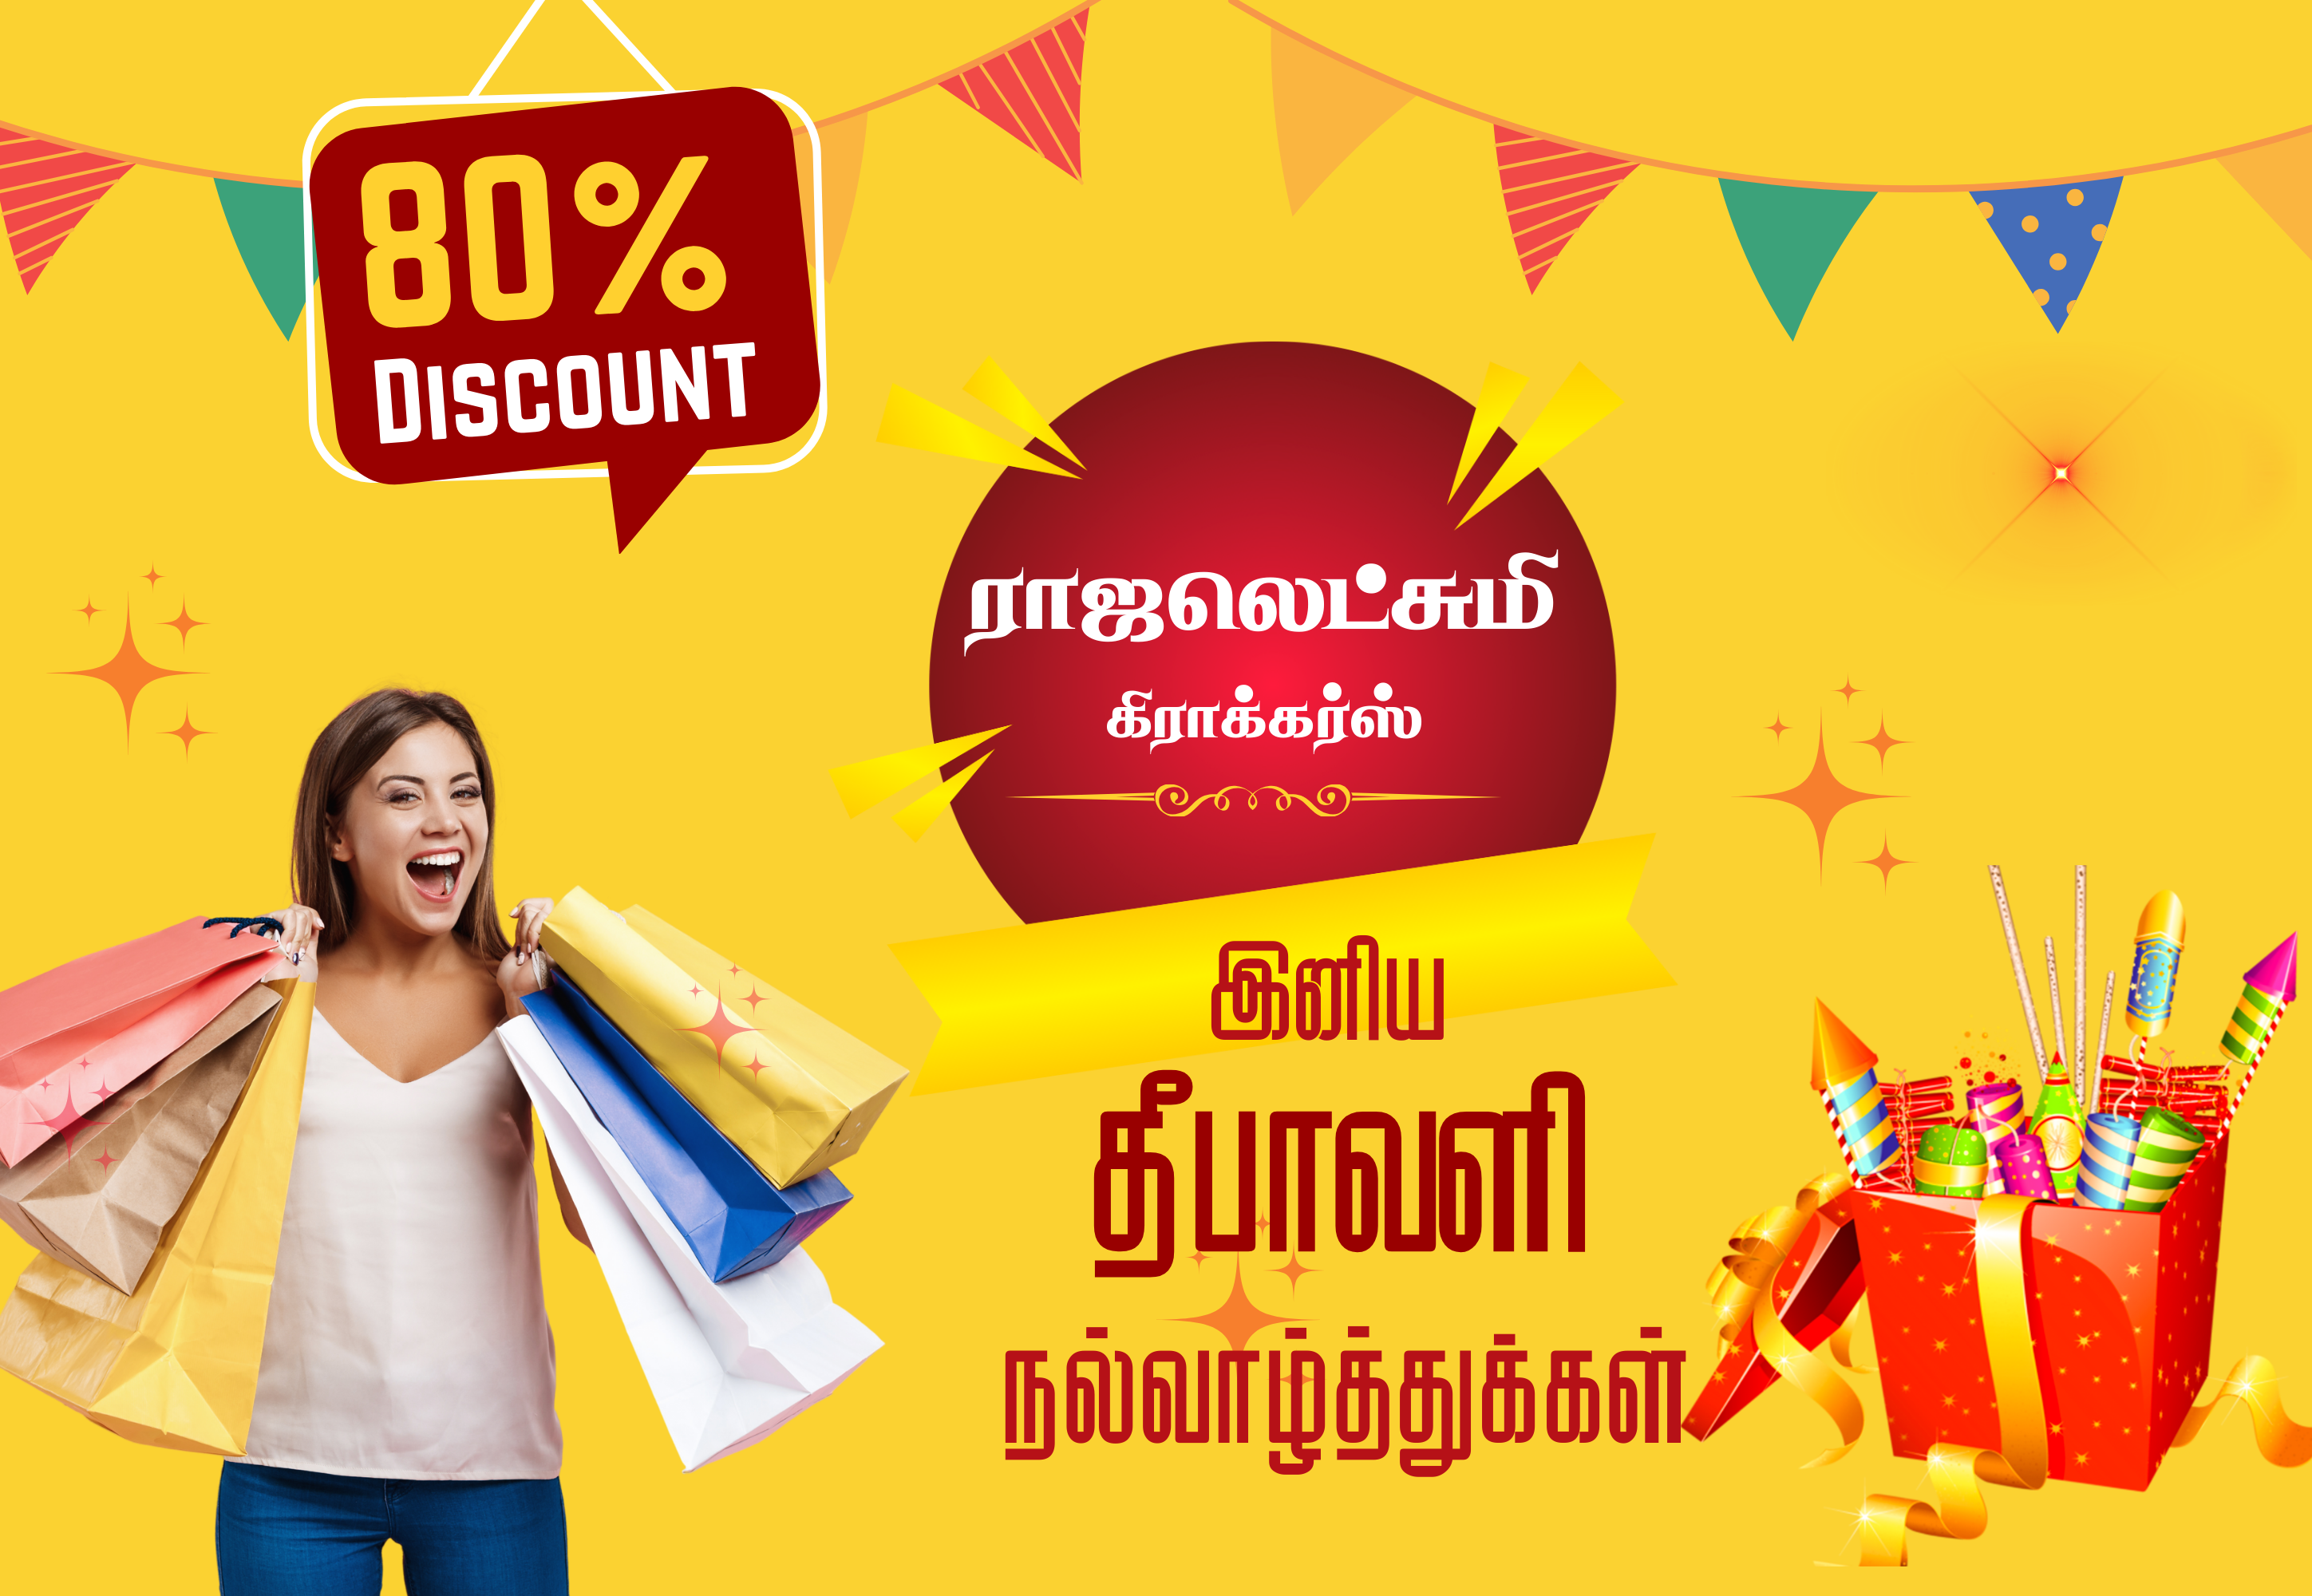 80%
DISCOUNT
ராஜலெட்சுமி
கிராக்கர்ஸ்
இனிய
தீபாவளி
நல்வாழ்த்துக்கள்